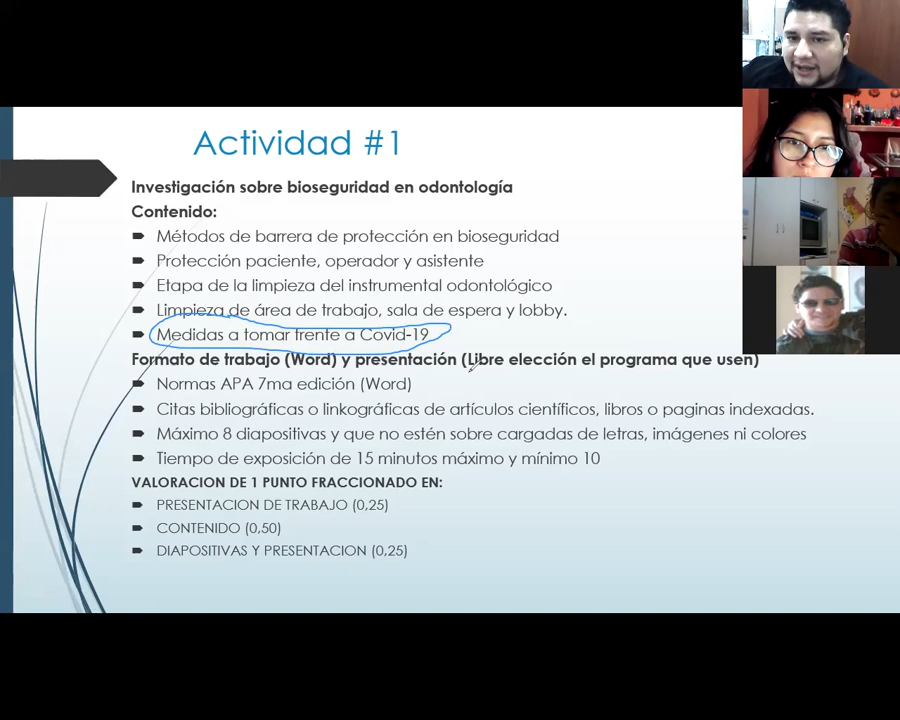 Actividad #1
Investigación sobre bioseguridad en odontología
Contenido:
Métodos de barrera de protección en bioseguridad
Protección paciente, operador y asistente
Etapa de la limpieza del instrumental odontológico
Limpieza de área de trabajo, sala de espera y lobby.
Medidas a tomar frente a Covid-19
Formato de trabajo (Word) y presentación (Libre elección el programa que usen)
Normas APA 7ma edición (Word)
Citas bibliográficas o linkográficas de artículos científicos, libros o paginas indexadas.
Máximo 8 diapositivas y que no estén sobre cargadas de letras, imágenes ni colores
Tiempo de exposición de 15 minutos máximo y mínimo 10
VALORACION DE 1 PUNTO FRACCIONADO EN:
PRESENTACION DE TRABAJO (0,25)
CONTENIDO (0,50)
DIAPOSITIVAS Y PRESENTACION (0,25)